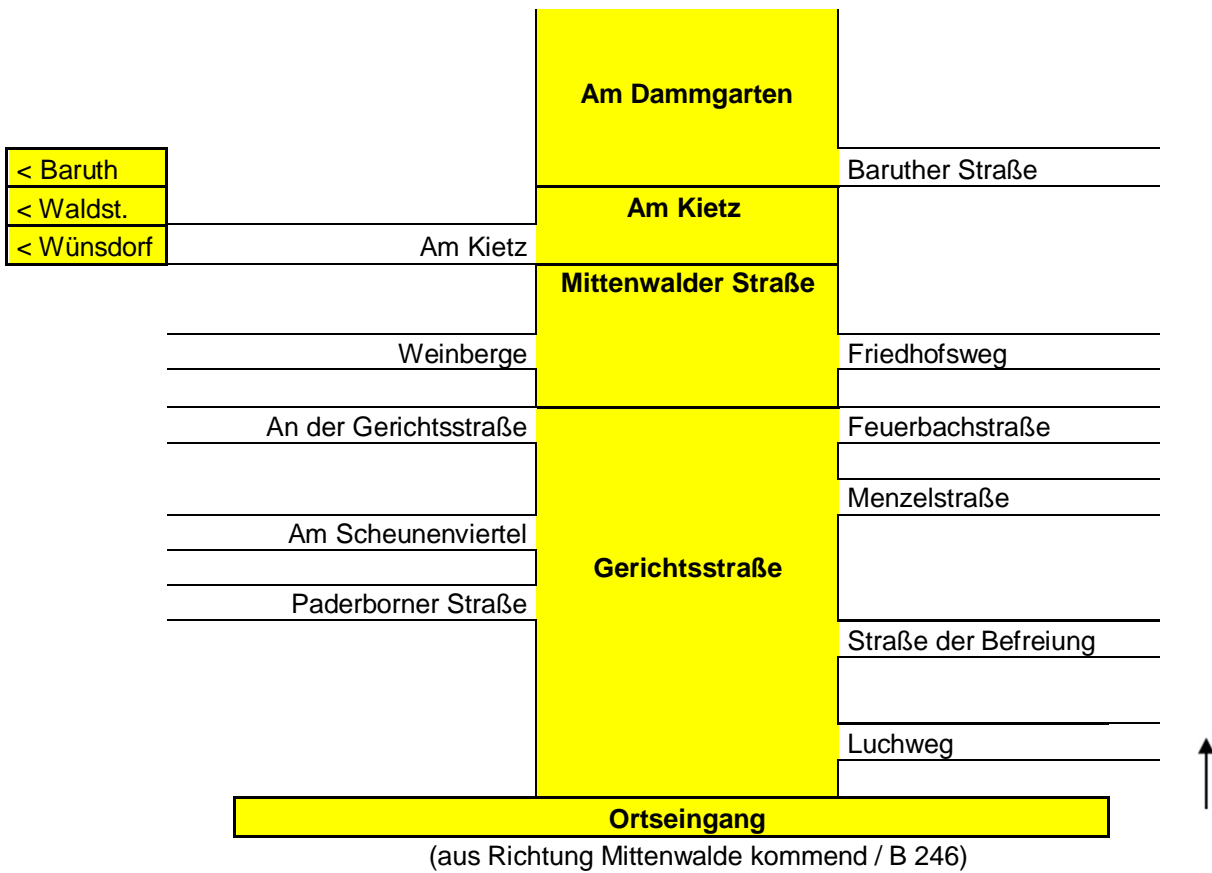 Am Dammgarten
< Baruth
Baruther Straße
< Waldst.
Am Kietz
< Wünsdorf
Am Kietz
Mittenwalder Straße
Weinberge
Friedhofsweg
An der Gerichtsstraße
Feuerbachstraße
Menzelstraße
Am Scheunenviertel
Gerichtsstraße
Paderborner Straße
Straße der Befreiung
Luchweg
Ortseingang
(aus Richtung Mittenwalde kommend / B 246)